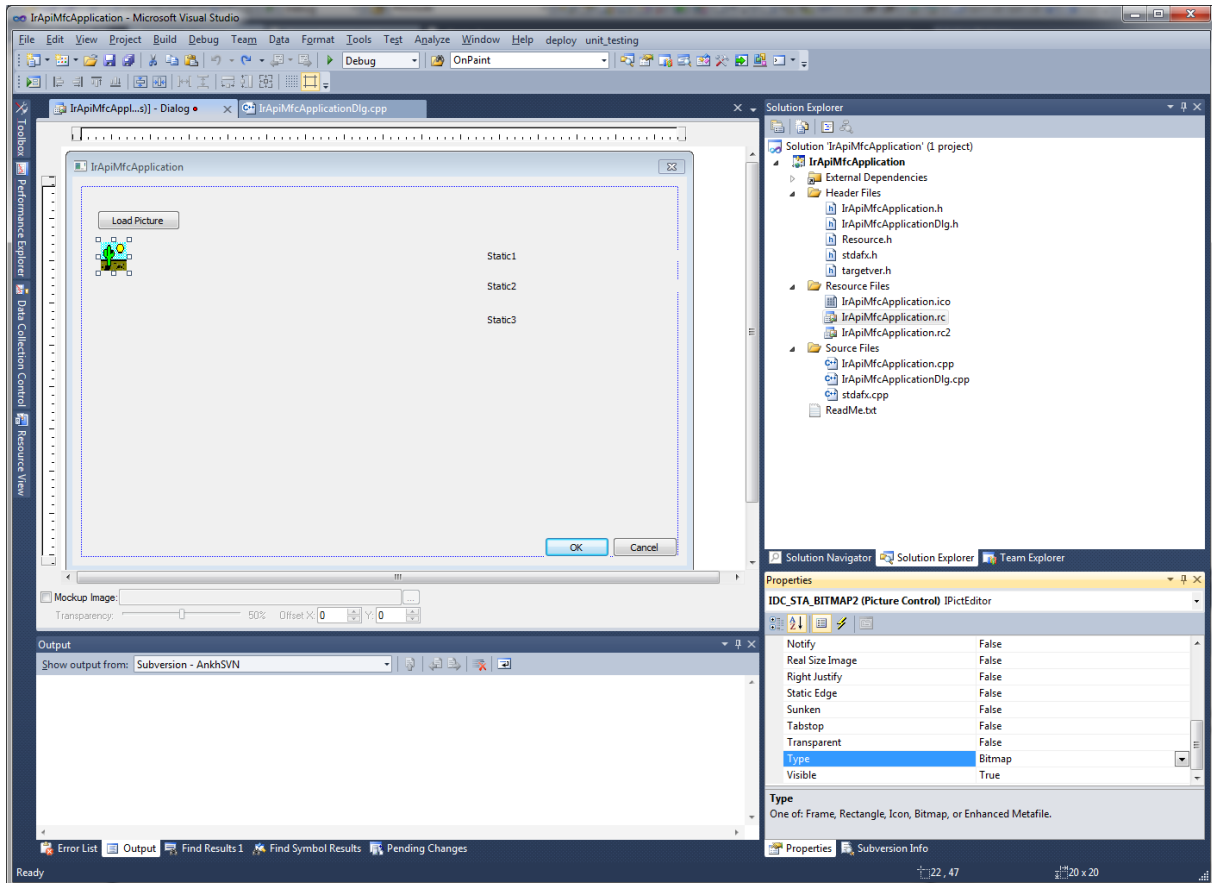 IrApiMfcApplication - Microsoft Visual Studio
File Edit View Project Build Debug Team Data Format Tools Test Analyze Window Help deploy unit_testing
Debug OnPaint
IrApiMfcAppl...s)] - Dialog IrApiMfcApplicationDlg.cpp
Toolbox
Performance Explorer
Data Collection Control
Resource View
IrApiMfcApplication
Load Picture
Static1
Static2
Static3
OK Cancel
Mockup Image: ...
Transparency: 50% Offset X: 0 Y: 0
Output
Show output from: Subversion - AnkhSVN
Error List Output Find Results 1 Find Symbol Results Pending Changes
Solution Explorer
Solution 'IrApiMfcApplication' (1 project)
IrApiMfcApplication
External Dependencies
Header Files
IrApiMfcApplication.h
IrApiMfcApplicationDlg.h
Resource.h
stdafx.h
targetver.h
Resource Files
IrApiMfcApplication.ico
IrApiMfcApplication.rc
IrApiMfcApplication.rc2
Source Files
IrApiMfcApplication.cpp
IrApiMfcApplicationDlg.cpp
stdafx.cpp
ReadMe.txt
Solution Navigator Solution Explorer Team Explorer
Properties
IDC_STA_BITMAP2 (Picture Control) IPictEditor
Notify False
Real Size Image False
Right Justify False
Static Edge False
Sunken False
Tabstop False
Transparent False
Type Bitmap
Visible True
Type
One of: Frame, Rectangle, Icon, Bitmap, or Enhanced Metafile.
Properties Subversion Info
Ready 22 , 47 20 x 20